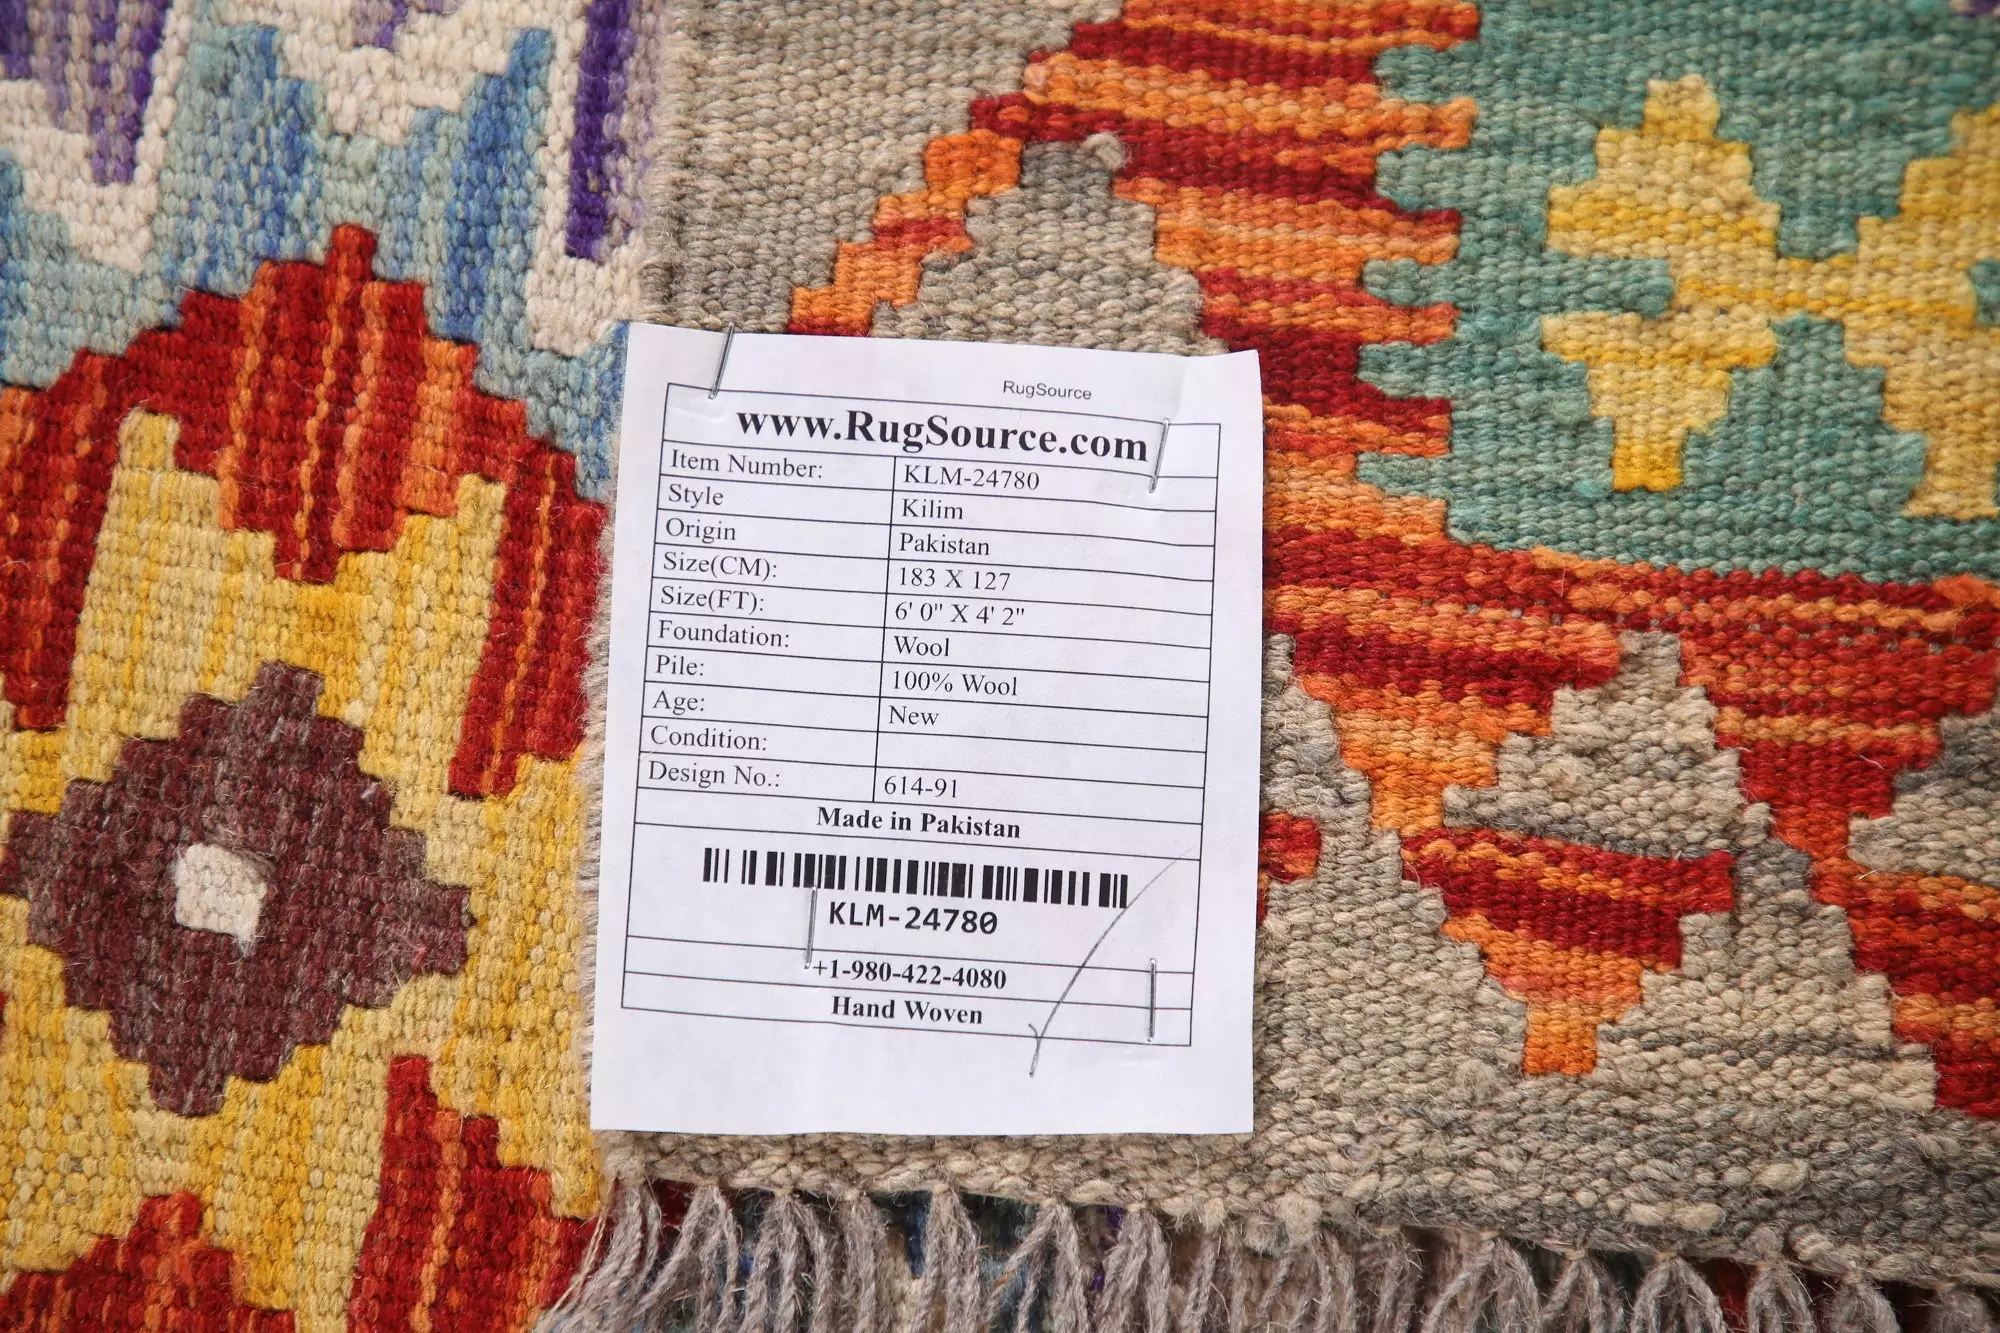 RugSource
www.RugSource.com
Item Number: KLM-24780
Style Kilim
Origin Pakistan
Size(CM): 183 X 127
Size(FT): 6' 0" X 4' 2"
Foundation: Wool
Pile: 100% Wool
Age: New
Condition:
Design No.: 614-91
Made in Pakistan
KLM-24780
+1-980-422-4080
Hand Woven